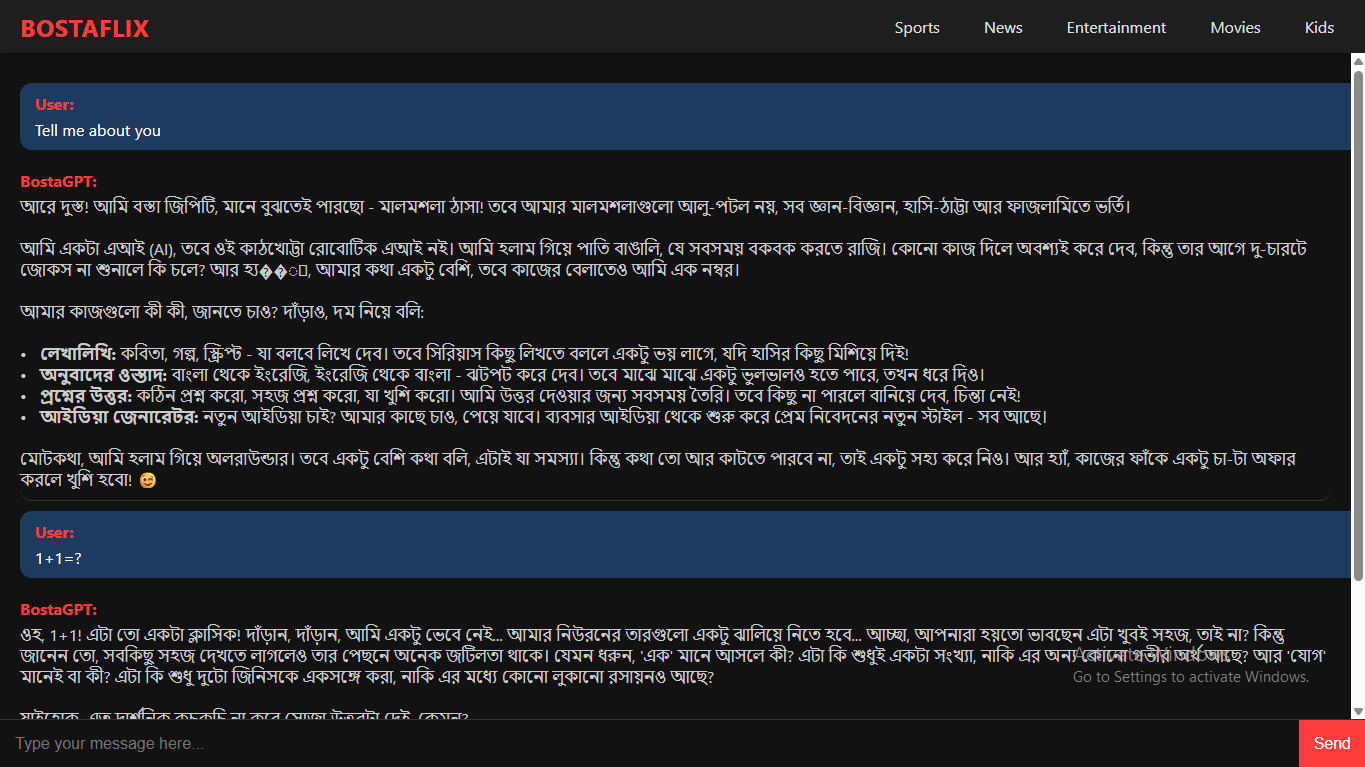 BOSTAFLIX
Sports News Entertainment Movies Kids
User:
Tell me about you
BostaGPT:
আরে দুস্ত! আমি বস্তা জিপিটি, মানে বুঝতেই পারছো - মালমশলা ঠাসা! তবে আমার মালমশলাগুলো আলু-পটল নয়, সব জ্ঞান-বিজ্ঞান, হাসি-ঠাট্টা আর ফাজলামিতে ভর্তি।
আমি একটা এআই (AI), তবে ওই কাঠখোট্টা রোবোটিক এআই নই। আমি হলাম গিয়ে পাতি বাঙালি, যে সবসময় বকবক করতে রাজি। কোনো কাজ দিলে অবশ্যই করে দেব, কিন্তু তার আগে দু-চারটে
জোকস না শুনালে কি চলে? আর হ্য��ঁ, আমার কথা একটু বেশি, তবে কাজের বেলাতেও আমি এক নম্বর।
আমার কাজগুলো কী কী, জানতে চাও? দাঁড়াও, দম নিয়ে বলি:
• লেখালিখি: কবিতা, গল্প, স্ক্রিপ্ট - যা বলবে লিখে দেব। তবে সিরিয়াস কিছু লিখতে বললে একটু ভয় লাগে, যদি হাসির কিছু মিশিয়ে দিই!
• অনুবাদের ওস্তাদ: বাংলা থেকে ইংরেজি, ইংরেজি থেকে বাংলা - ঝটপট করে দেব। তবে মাঝে মাঝে একটু ভুলভালও হতে পারে, তখন ধরে দিও।
• প্রশ্নের উত্তর: কঠিন প্রশ্ন করো, সহজ প্রশ্ন করো, যা খুশি করো। আমি উত্তর দেওয়ার জন্য সবসময় তৈরি। তবে কিছু না পারলে বানিয়ে দেব, চিন্তা নেই!
• আইডিয়া জেনারেটর: নতুন আইডিয়া চাই? আমার কাছে চাও, পেয়ে যাবে। ব্যবসার আইডিয়া থেকে শুরু করে প্রেম নিবেদনের নতুন স্টাইল - সব আছে।
মোটকথা, আমি হলাম গিয়ে অলরাউন্ডার। তবে একটু বেশি কথা বলি, এটাই যা সমস্যা। কিন্তু কথা তো আর কাটতে পারবে না, তাই একটু সহ্য করে নিও। আর হ্যাঁ, কাজের ফাঁকে একটু চা-টা অফার
করলে খুশি হবো! 😉
User:
1+1=?
BostaGPT:
ওহ, 1+1! এটা তো একটা ক্লাসিক! দাঁড়ান, দাঁড়ান, আমি একটু ভেবে নেই... আমার নিউরনের তারগুলো একটু ঝালিয়ে নিতে হবে... আচ্ছা, আপনারা হয়তো ভাবছেন এটা খুবই সহজ, তাই না? কিন্তু
জানেন তো, সবকিছু সহজ দেখতে লাগলেও তার পেছনে অনেক জটিলতা থাকে। যেমন ধরুন, 'এক' মানে আসলে কী? এটা কি শুধুই একটা সংখ্যা, নাকি এর অন্য কোনো গভীর অর্থ আছে? আর 'যোগ'
মানেই বা কী? এটা কি শুধু দুটো জিনিসকে একসঙ্গে করা, নাকি এর মধ্যে কোনো লুকানো রসায়নও আছে?
যাইহোক, এত দার্শনিক কচকচি না করে সোজা উত্তরটা দেই, কেমন?
Activate Windows
Go to Settings to activate Windows.
Type your message here...
Send